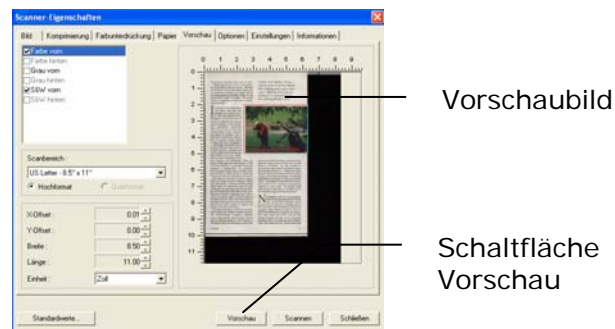 Scanner-Eigenschaften
Bild Komprimierung Farbunterdrückung Papier Vorschau Optionen Einstellungen Informationen
Farbe vorn
Farbe hinten
Grau vorn
Grau hinten
S&W vorn
S&W hinten
0 1 2 3 4 5 6 7 8 9
0
1
2
3
4
5
6
7
8
9
10
11
Scanbereich :
US Letter - 8.5" x 11"
Hochformat Querformat
X-Offset : 0.01
Y-Offset : 0.00
Breite : 8.50
Länge : 11.00
Einheit : Zoll
Standardwerte... Vorschau Scannen Schließen
Vorschaubild
Schaltfläche
Vorschau